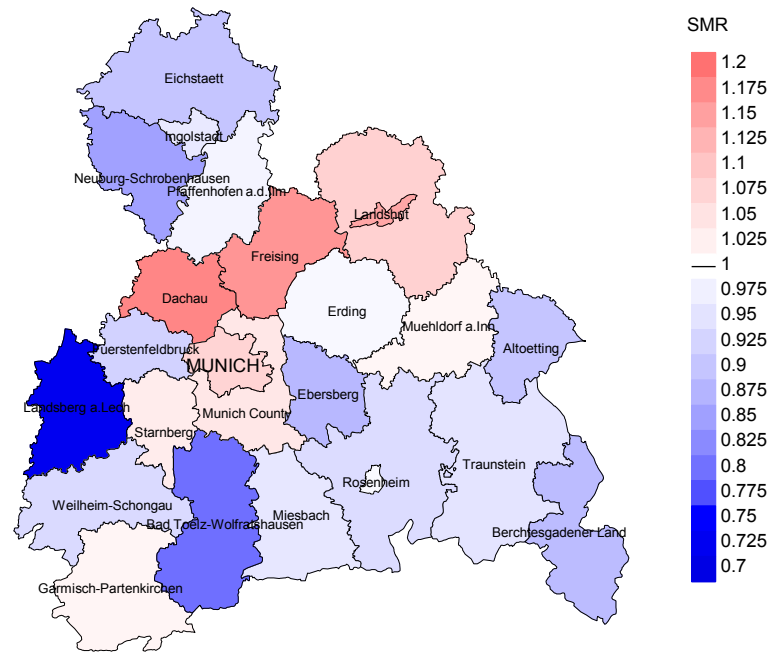 SMR
1.2
1.175
1.15
1.125
1.1
1.075
1.05
1.025
1
0.975
0.95
0.925
0.9
0.875
0.85
0.825
0.8
0.775
0.75
0.725
0.7
Eichstaett
Ingolstadt
Neuburg-Schrobenhausen
Pfaffenhofen a.d.Ilm
Landshut
Freising
Dachau
Erding
Muehldorf a.Inn
Altoetting
Fuerstenfeldbruck
MUNICH
Ebersberg
Landsberg a.Lech
Munich County
Starnberg
Traunstein
Rosenheim
Weilheim-Schongau
Miesbach
Bad Toelz-Wolfratshausen
Berchtesgadener Land
Garmisch-Partenkirchen